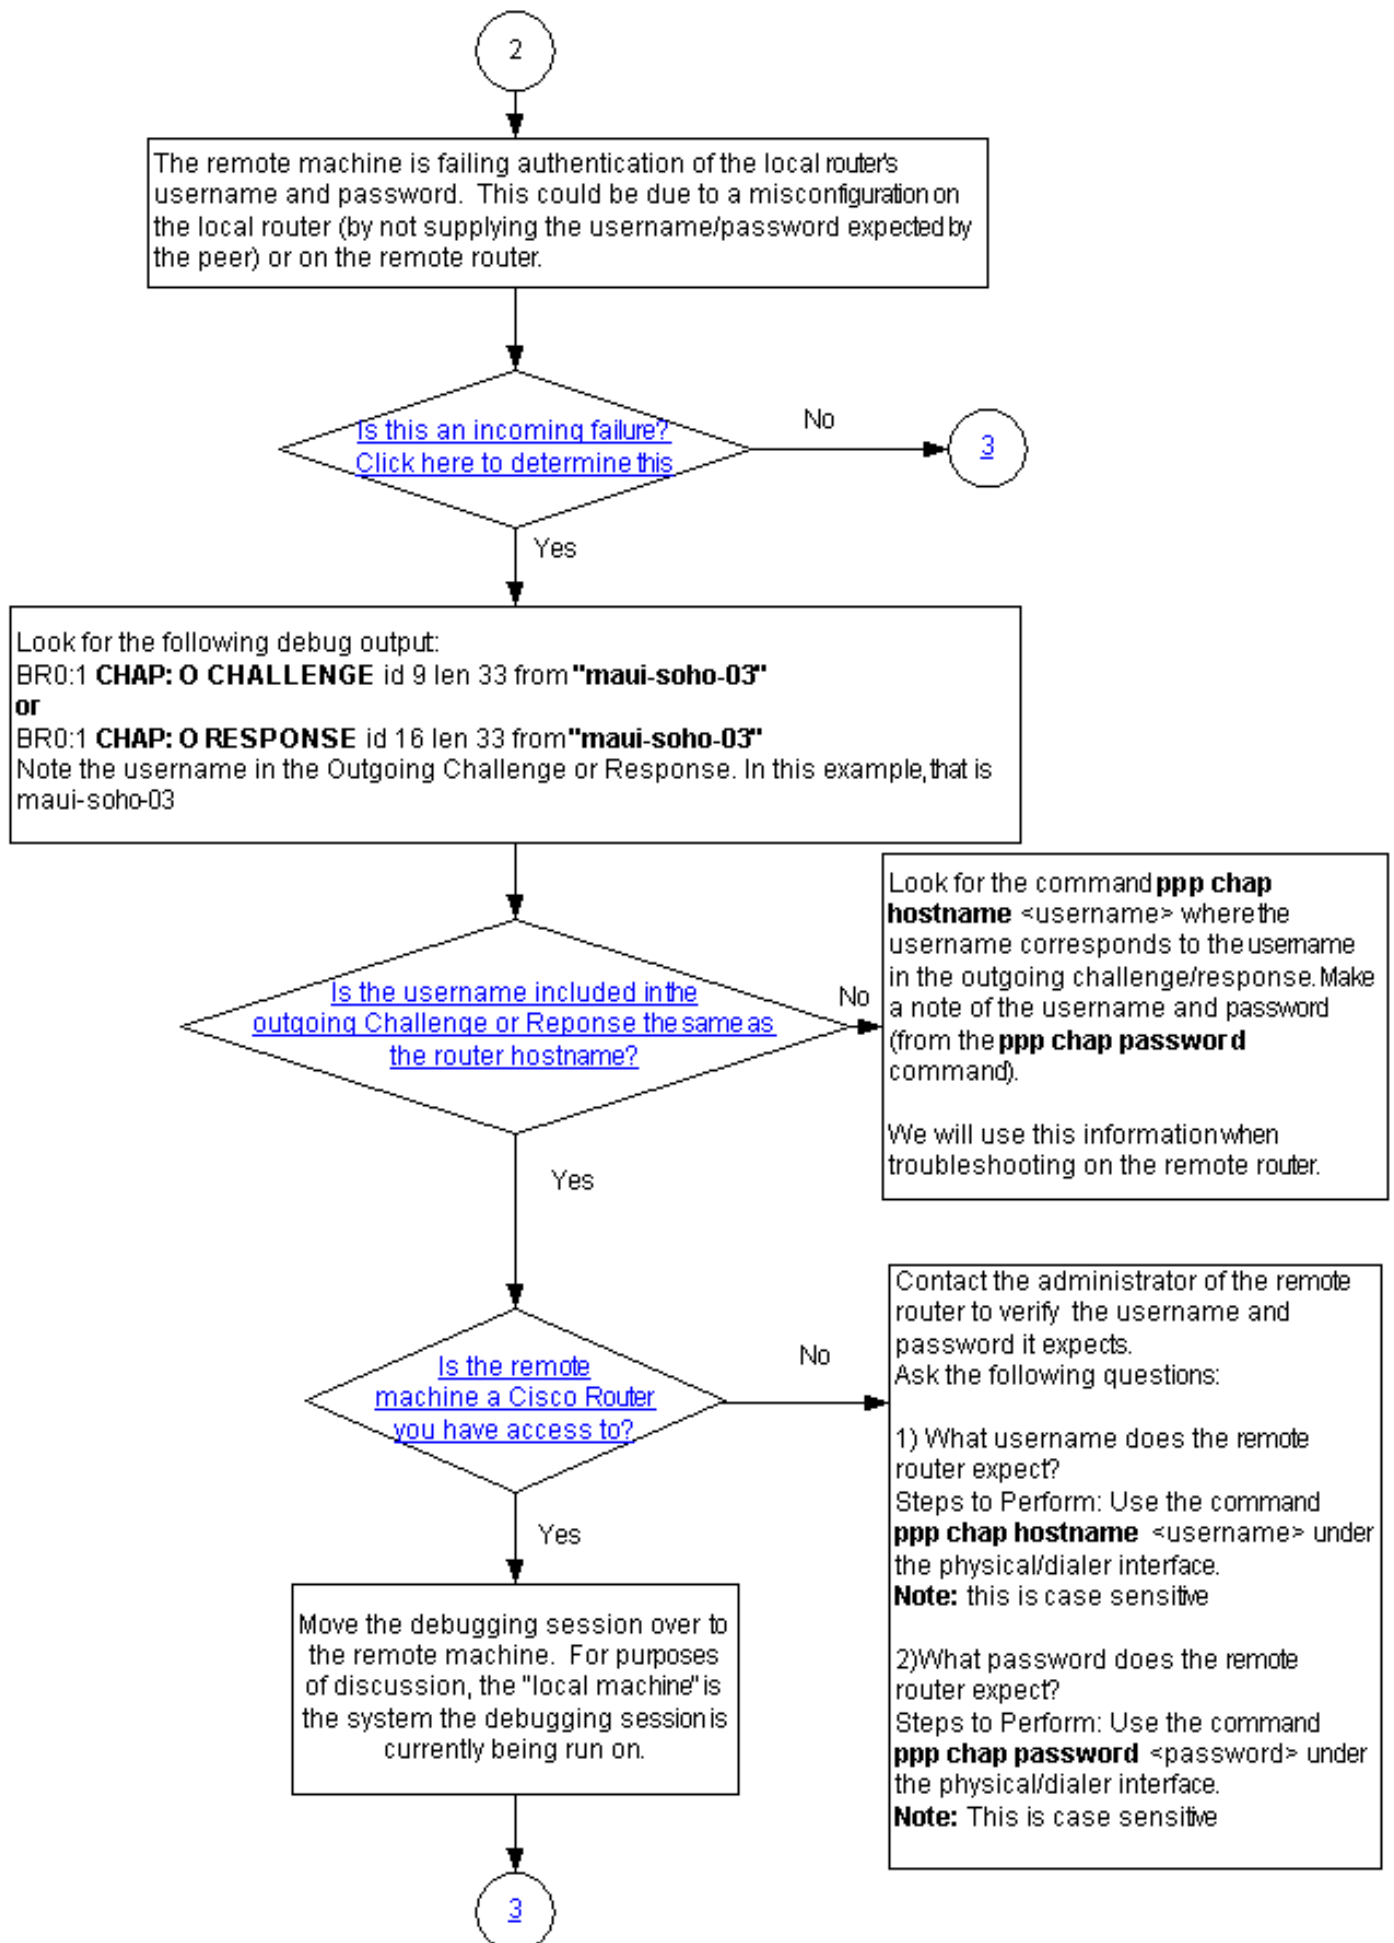 2
The remote machine is failing authentication of the local router's
username and password. This could be due to a misconfiguration on
the local router (by not supplying the username/password expected by
the peer) or on the remote router.
Is this an incoming failure?
Click here to determine this
No
3
Yes
Look for the following debug output:
BR0:1 CHAP: O CHALLENGE id 9 len 33 from "maui-soho-03"
or
BR0:1 CHAP: O RESPONSE id 16 len 33 from "maui-soho-03"
Note the username in the Outgoing Challenge or Response. In this example, that is
maui-soho-03
Is the username included in the
outgoing Challenge or Reponse the same as
the router hostname?
No
Look for the command ppp chap
hostname <username> where the
username corresponds to the username
in the outgoing challenge/response. Make
a note of the username and password
(from the ppp chap password
command).
We will use this information when
troubleshooting on the remote router.
Yes
Is the remote
machine a Cisco Router
you have access to?
No
Contact the administrator of the remote
router to verify the username and
password it expects.
Ask the following questions:
1) What username does the remote
router expect?
Steps to Perform: Use the command
ppp chap hostname <username> under
the physical/dialer interface.
Note: this is case sensitive
2)What password does the remote
router expect?
Steps to Perform: Use the command
ppp chap password <password> under
the physical/dialer interface.
Note: This is case sensitive
Yes
Move the debugging session over to
the remote machine. For purposes
of discussion, the "local machine" is
the system the debugging session is
currently being run on.
3